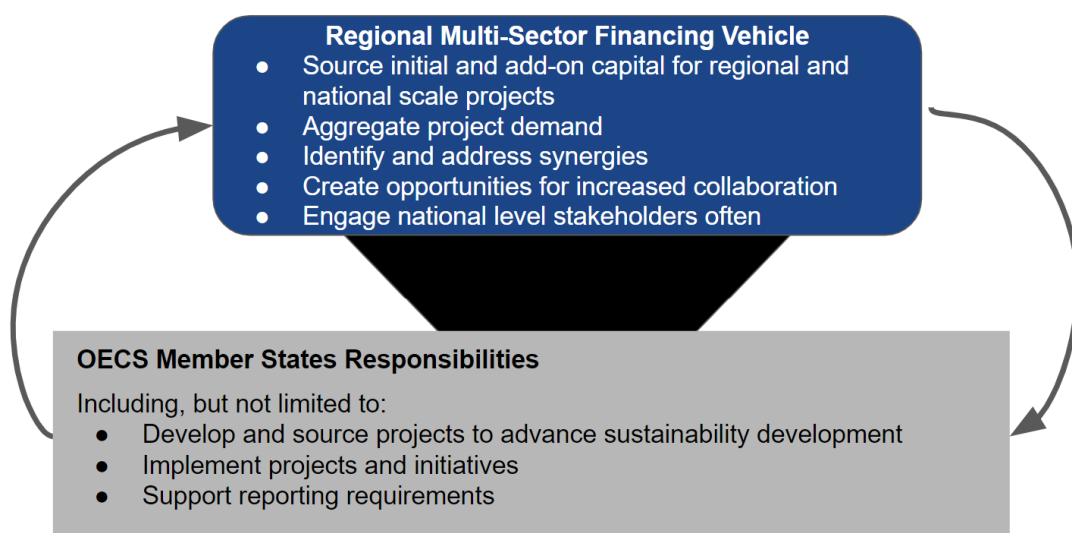 Regional Multi-Sector Financing Vehicle
● Source initial and add-on capital for regional and
national scale projects
● Aggregate project demand
● Identify and address synergies
● Create opportunities for increased collaboration
● Engage national level stakeholders often
OECS Member States Responsibilities
Including, but not limited to:
● Develop and source projects to advance sustainability development
● Implement projects and initiatives
● Support reporting requirements